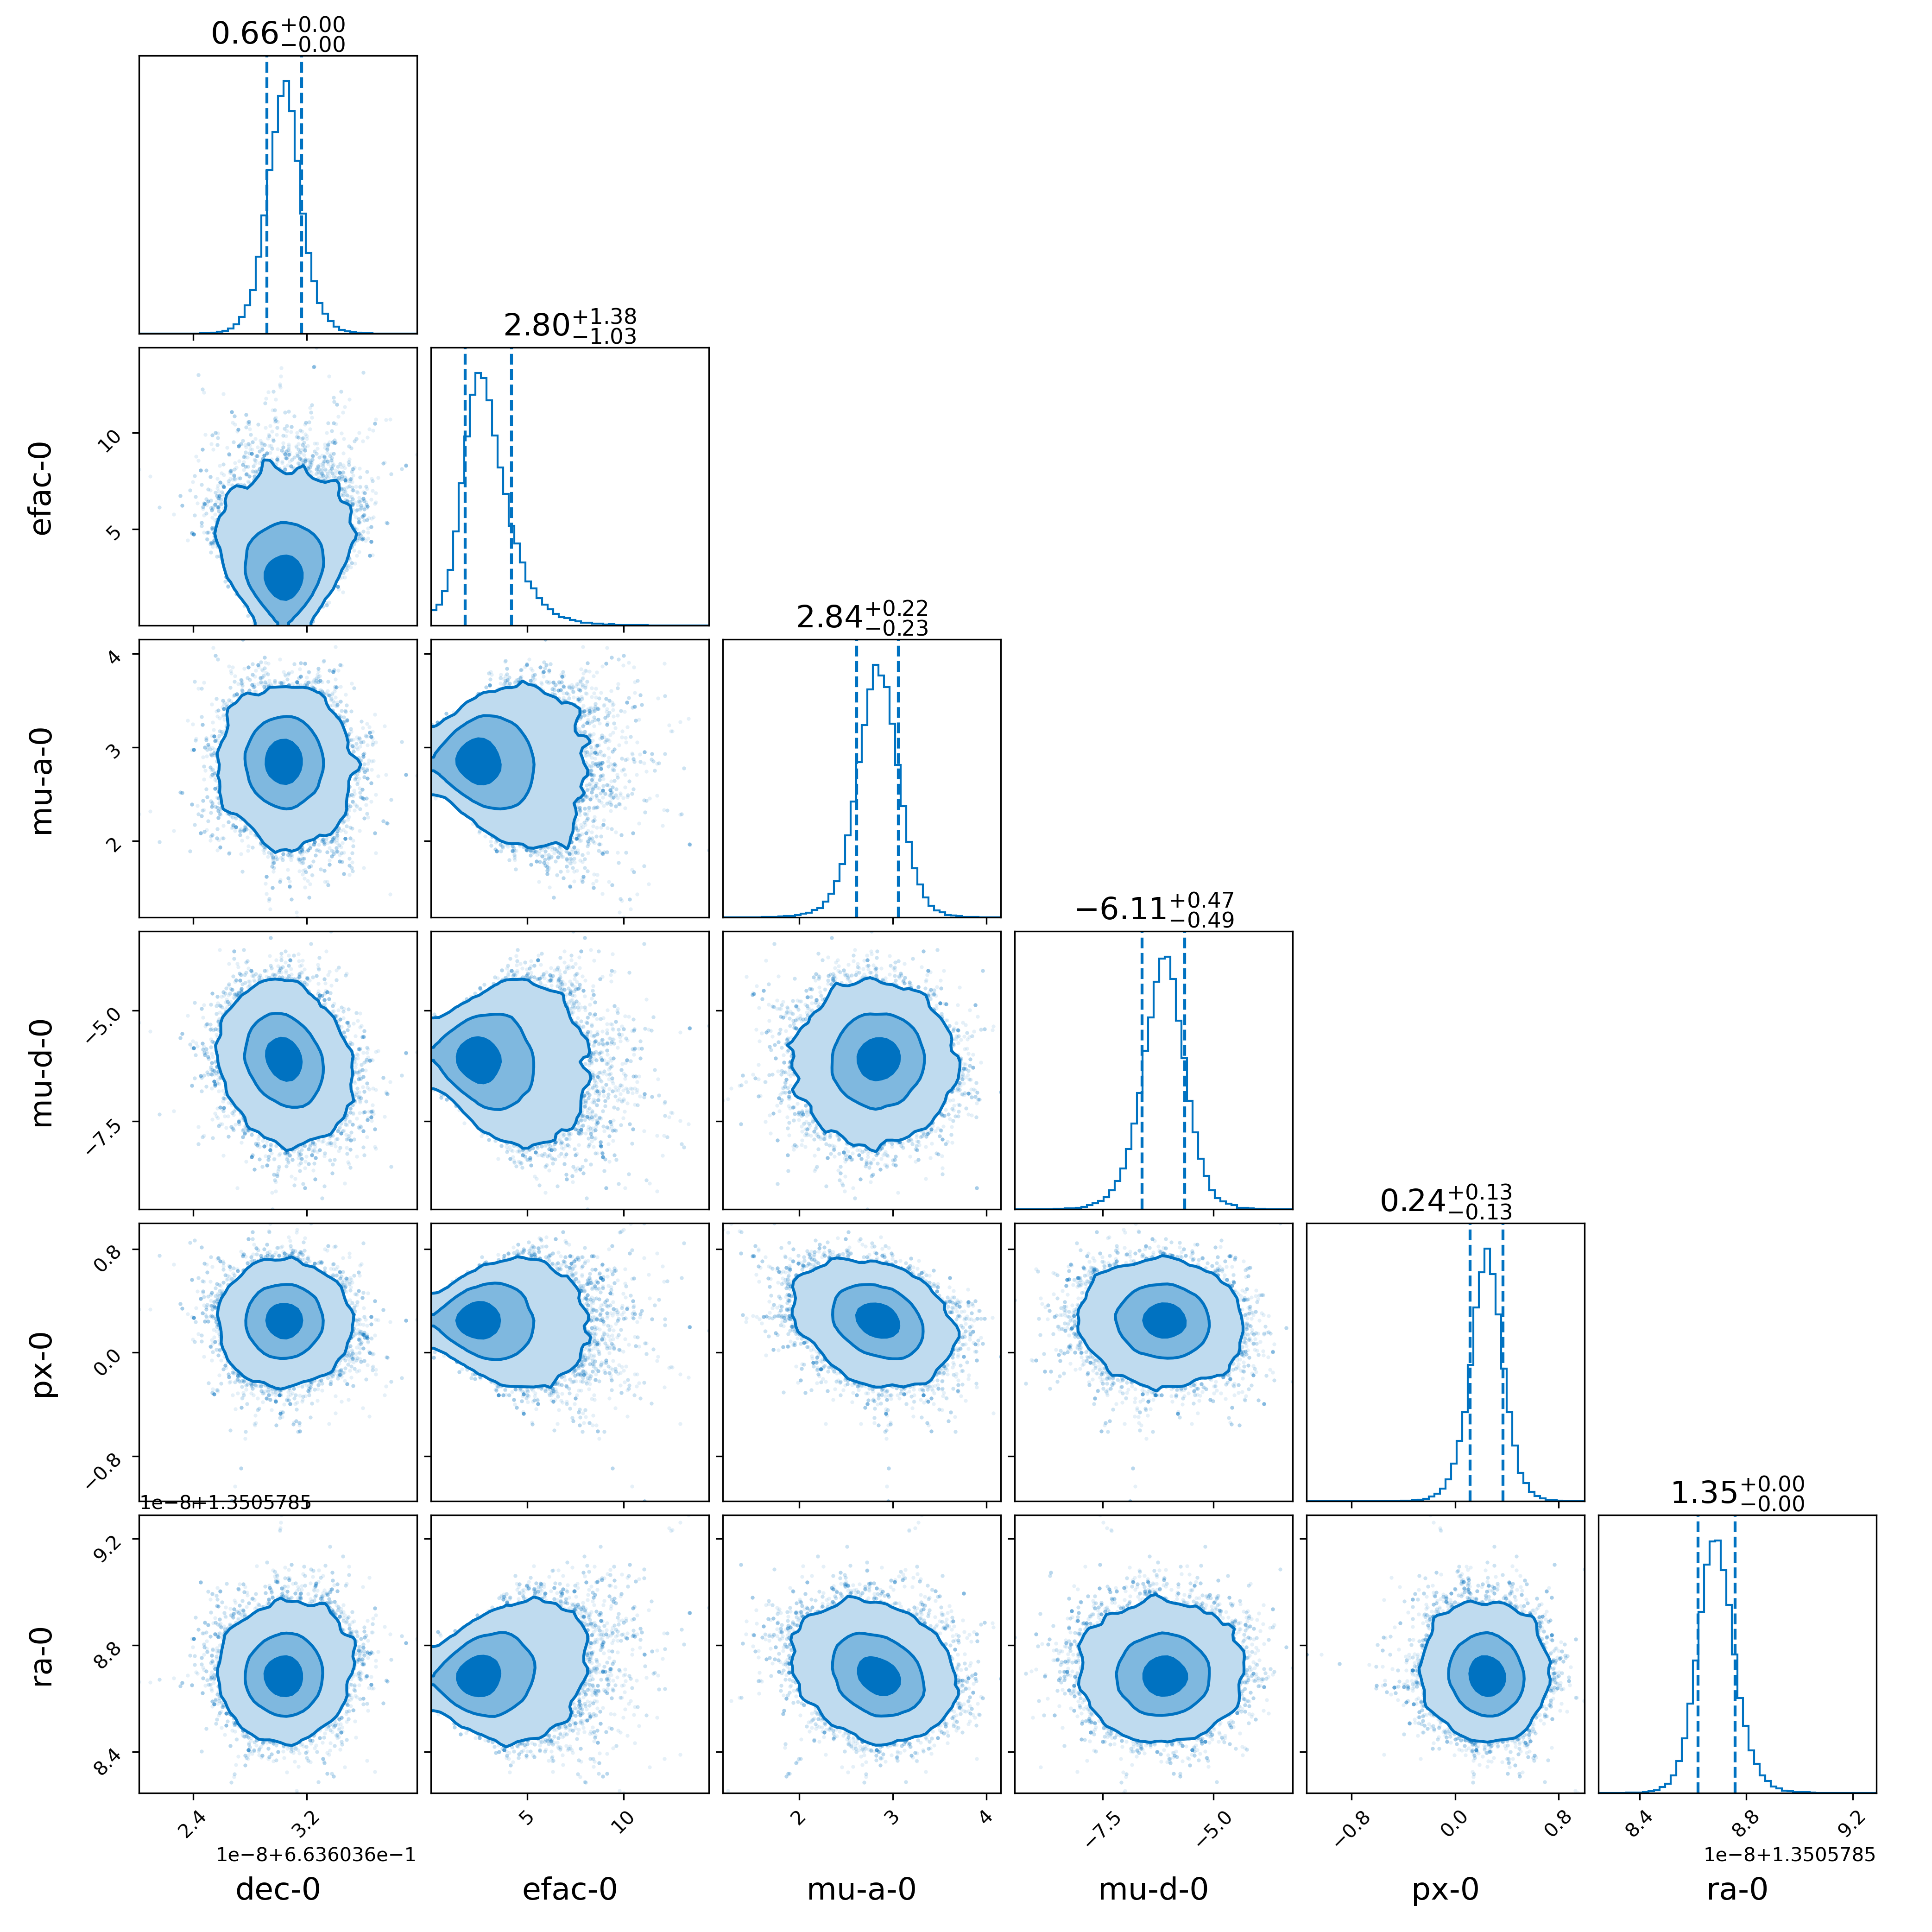 0.66+0.00−0.00
2.80+1.38−1.03
10
5
efac-0
2.84+0.22−0.23
4
3
2
mu-a-0
−6.11+0.47−0.49
−5.0
−7.5
mu-d-0
0.24+0.13−0.13
0.8
0.0
−0.8
px-0
1e−8+1.3505785
1.35+0.00−0.00
9.2
8.8
8.4
ra-0
2.4 3.2 5 10 2 3 4 −7.5 −5.0 −0.8 0.0 0.8 8.4 8.8 9.2
1e−8+6.636036e−1 1e−8+1.3505785
dec-0 efac-0 mu-a-0 mu-d-0 px-0 ra-0